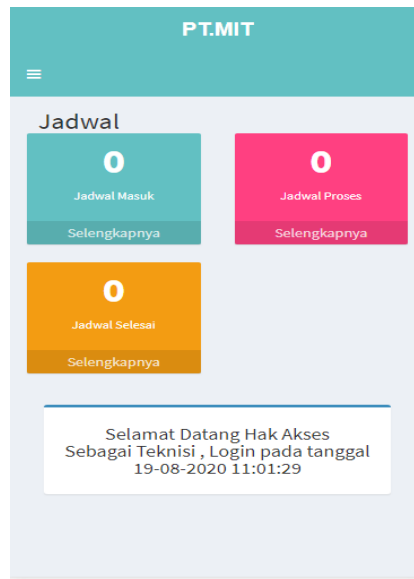 PT.MIT
Jadwal
0
Jadwal Masuk
Selengkapnya
0
Jadwal Proses
Selengkapnya
0
Jadwal Selesai
Selengkapnya
Selamat Datang Hak Akses
Sebagai Teknisi , Login pada tanggal
19-08-2020 11:01:29